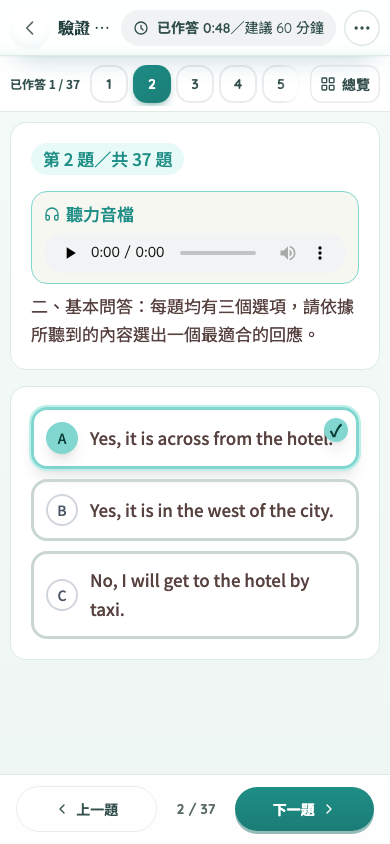 驗證 ⋯
已作答 0:48／建議 60 分鐘
已作答 1 / 37
1
2
3
4
5
總覽
第 2 題／共 37 題
聽力音檔
0:00 / 0:00
二、基本問答：每題均有三個選項，請依據
所聽到的內容選出一個最適合的回應。
A
Yes, it is across from the hotel.
B
Yes, it is in the west of the city.
C
No, I will get to the hotel by
taxi.
上一題
2 / 37
下一題